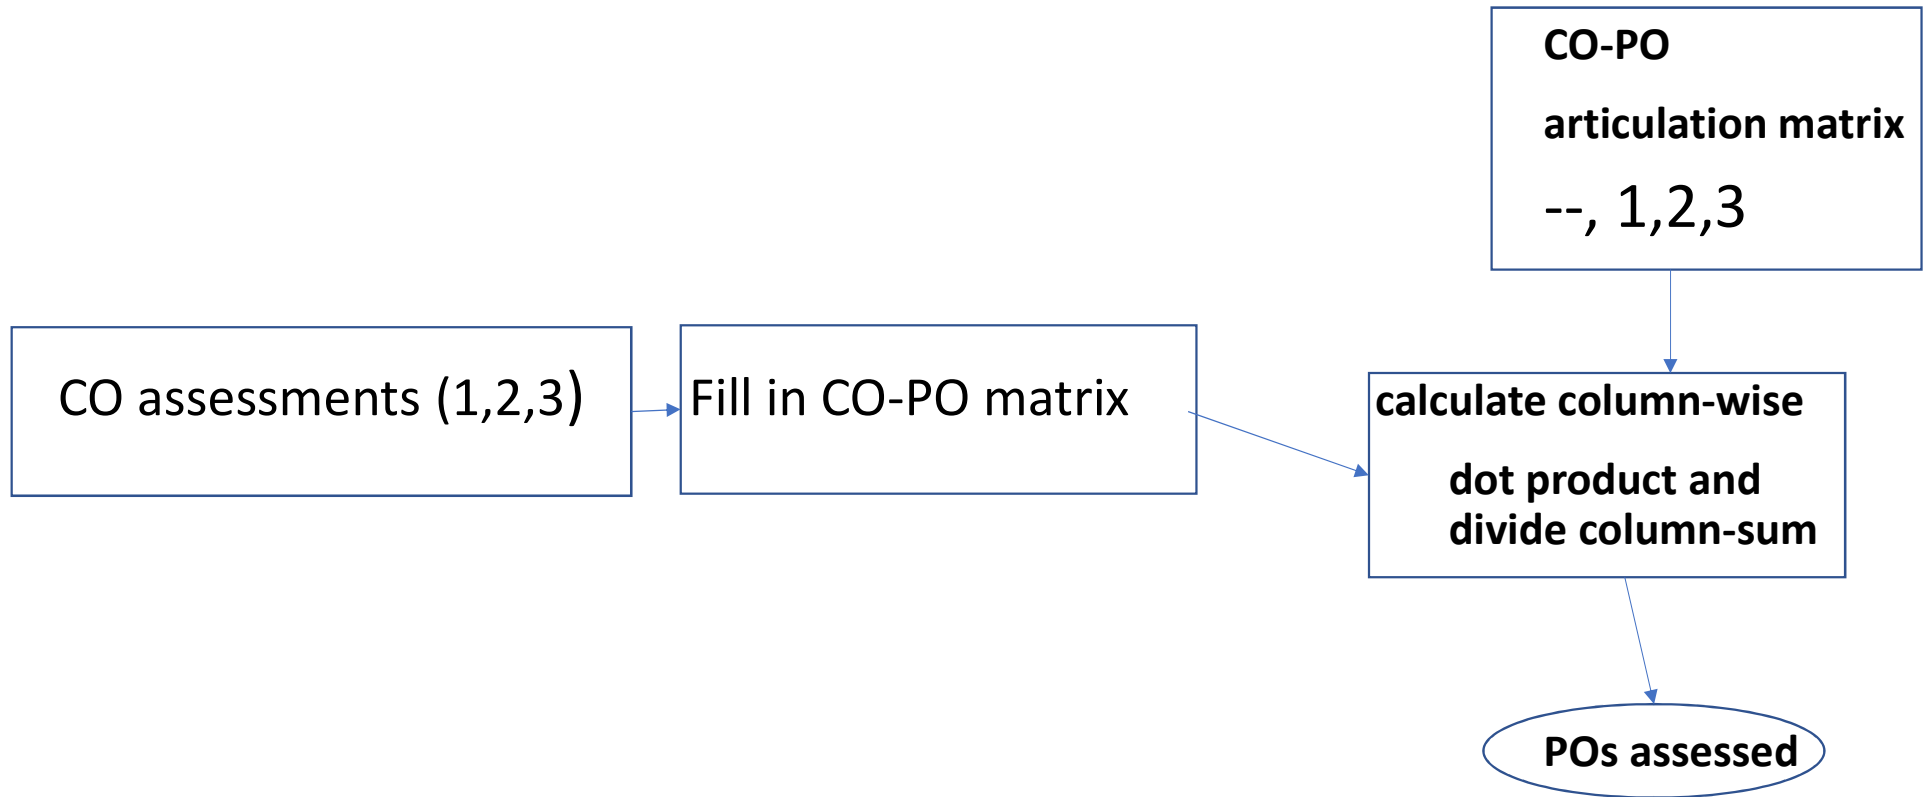 CO-PO
articulation matrix
--, 1,2,3
CO assessments (1,2,3)
Fill in CO-PO matrix
calculate column-wise
dot product and
divide column-sum
POs assessed